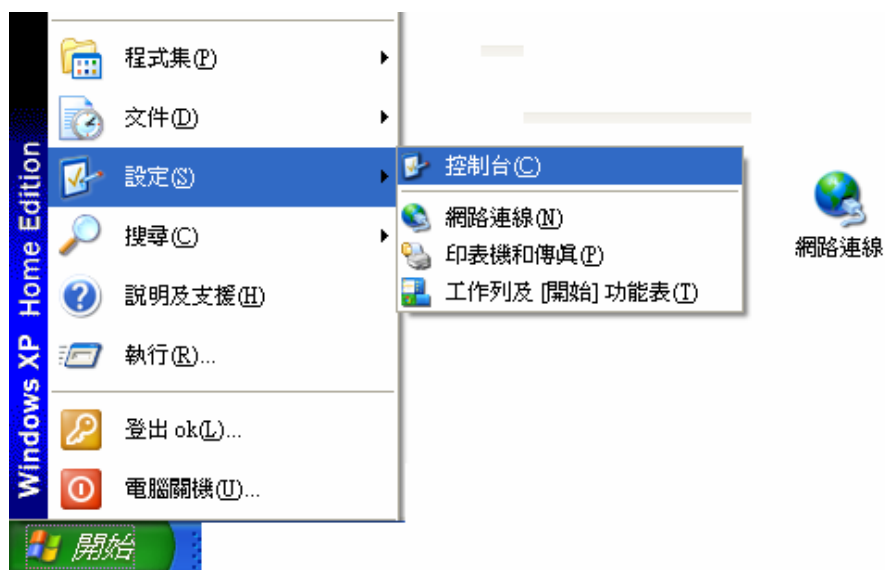 程式集(P)
文件(D)
設定(S)
搜尋(C)
說明及支援(H)
執行(R)...
登出 ok(L)...
電腦關機(U)...
Windows XP Home Edition
開始
控制台(C)
網路連線(N)
印表機和傳真(P)
工作列及 [開始] 功能表(T)
網路連線